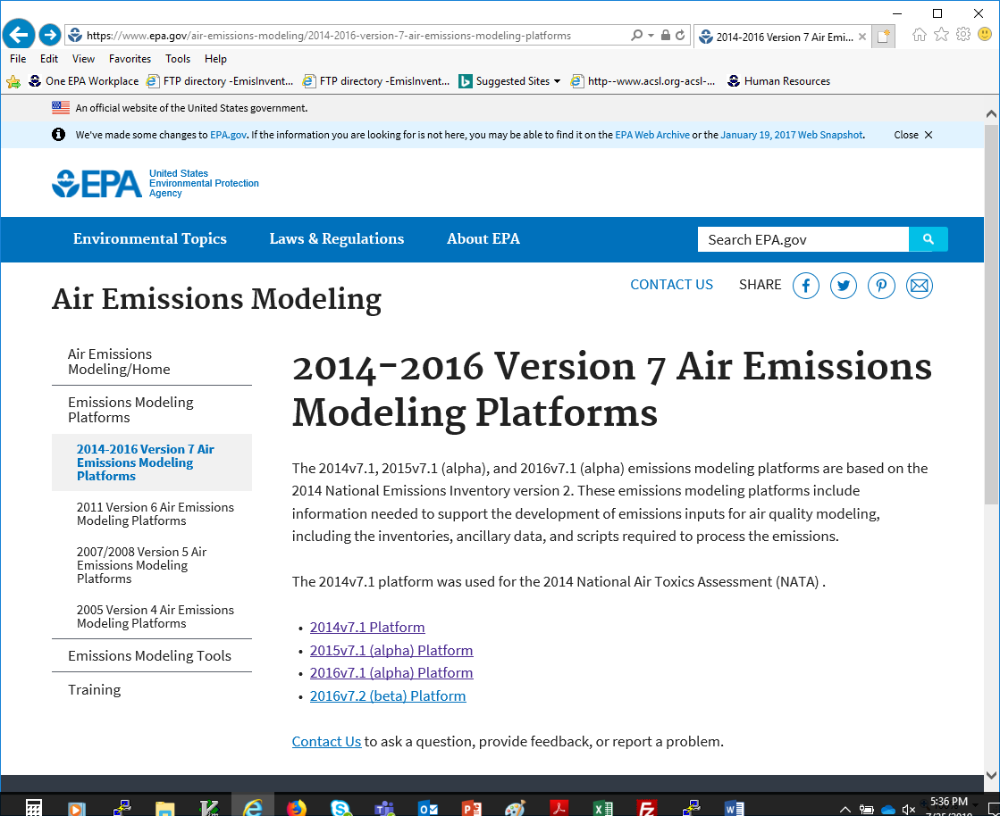 https://www.epa.gov/air-emissions-modeling/2014-2016-version-7-air-emissions-modeling-platforms
2014-2016 Version 7 Air Emi...
File Edit View Favorites Tools Help
One EPA Workplace FTP directory -EmisInvent... FTP directory -EmisInvent... Suggested Sites http--www.acsl.org-acsl-... Human Resources
An official website of the United States government.
We've made some changes to EPA.gov. If the information you are looking for is not here, you may be able to find it on the EPA Web Archive or the January 19, 2017 Web Snapshot. Close
EPA
United States
Environmental Protection
Agency
Environmental Topics Laws & Regulations About EPA Search EPA.gov
CONTACT US SHARE
Air Emissions Modeling
Air Emissions
Modeling/Home
Emissions Modeling
Platforms
2014-2016 Version 7 Air
Emissions Modeling
Platforms
2011 Version 6 Air Emissions
Modeling Platforms
2007/2008 Version 5 Air
Emissions Modeling
Platforms
2005 Version 4 Air Emissions
Modeling Platforms
Emissions Modeling Tools
Training
2014-2016 Version 7 Air Emissions
Modeling Platforms
The 2014v7.1, 2015v7.1 (alpha), and 2016v7.1 (alpha) emissions modeling platforms are based on the
2014 National Emissions Inventory version 2. These emissions modeling platforms include
information needed to support the development of emissions inputs for air quality modeling,
including the inventories, ancillary data, and scripts required to process the emissions.
The 2014v7.1 platform was used for the 2014 National Air Toxics Assessment (NATA) .
• 2014v7.1 Platform
• 2015v7.1 (alpha) Platform
• 2016v7.1 (alpha) Platform
• 2016v7.2 (beta) Platform
Contact Us to ask a question, provide feedback, or report a problem.
5:36 PM